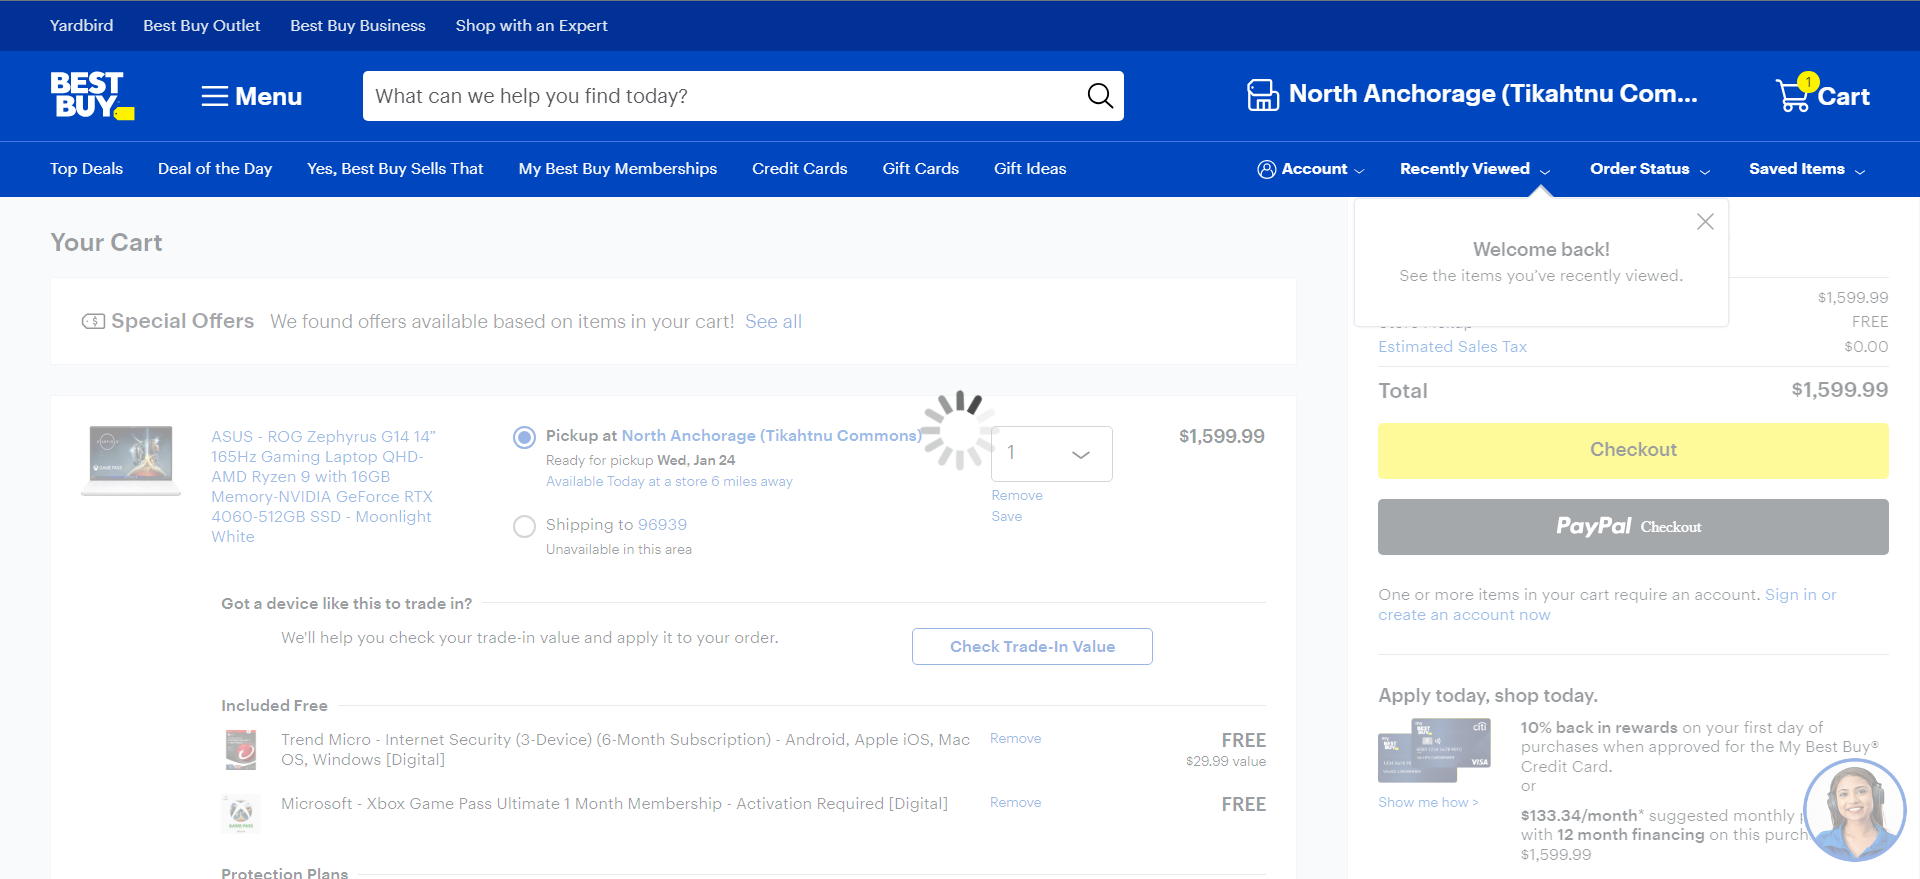 Yardbird Best Buy Outlet Best Buy Business Shop with an Expert
BEST BUY
Menu
What can we help you find today?
North Anchorage (Tikahtnu Com...
1
Cart
Top Deals Deal of the Day Yes, Best Buy Sells That My Best Buy Memberships Credit Cards Gift Cards Gift Ideas
Account Recently Viewed Order Status Saved Items
Welcome back!
See the items you've recently viewed.
Your Cart
Special Offers We found offers available based on items in your cart! See all
ASUS - ROG Zephyrus G14 14"
165Hz Gaming Laptop QHD-
AMD Ryzen 9 with 16GB
Memory-NVIDIA GeForce RTX
4060-512GB SSD - Moonlight
White
Pickup at North Anchorage (Tikahtnu Commons)
Ready for pickup Wed, Jan 24
Available Today at a store 6 miles away
Shipping to 96939
Unavailable in this area
1
Remove
Save
$1,599.99
Got a device like this to trade in?
We'll help you check your trade-in value and apply it to your order.
Check Trade-In Value
Included Free
Trend Micro - Internet Security (3-Device) (6-Month Subscription) - Android, Apple iOS, Mac
OS, Windows [Digital]
Remove
FREE
$29.99 value
Microsoft - Xbox Game Pass Ultimate 1 Month Membership - Activation Required [Digital]
Remove
FREE
Protection Plans
$1,599.99
FREE
Estimated Sales Tax $0.00
Total $1,599.99
Checkout
PayPal Checkout
One or more items in your cart require an account. Sign in or
create an account now
Apply today, shop today.
my BEST BUY
citi
VISA
Show me how >
10% back in rewards on your first day of
purchases when approved for the My Best Buy®
Credit Card.
or
$133.34/month* suggested monthly
with 12 month financing on this purch
$1,599.99